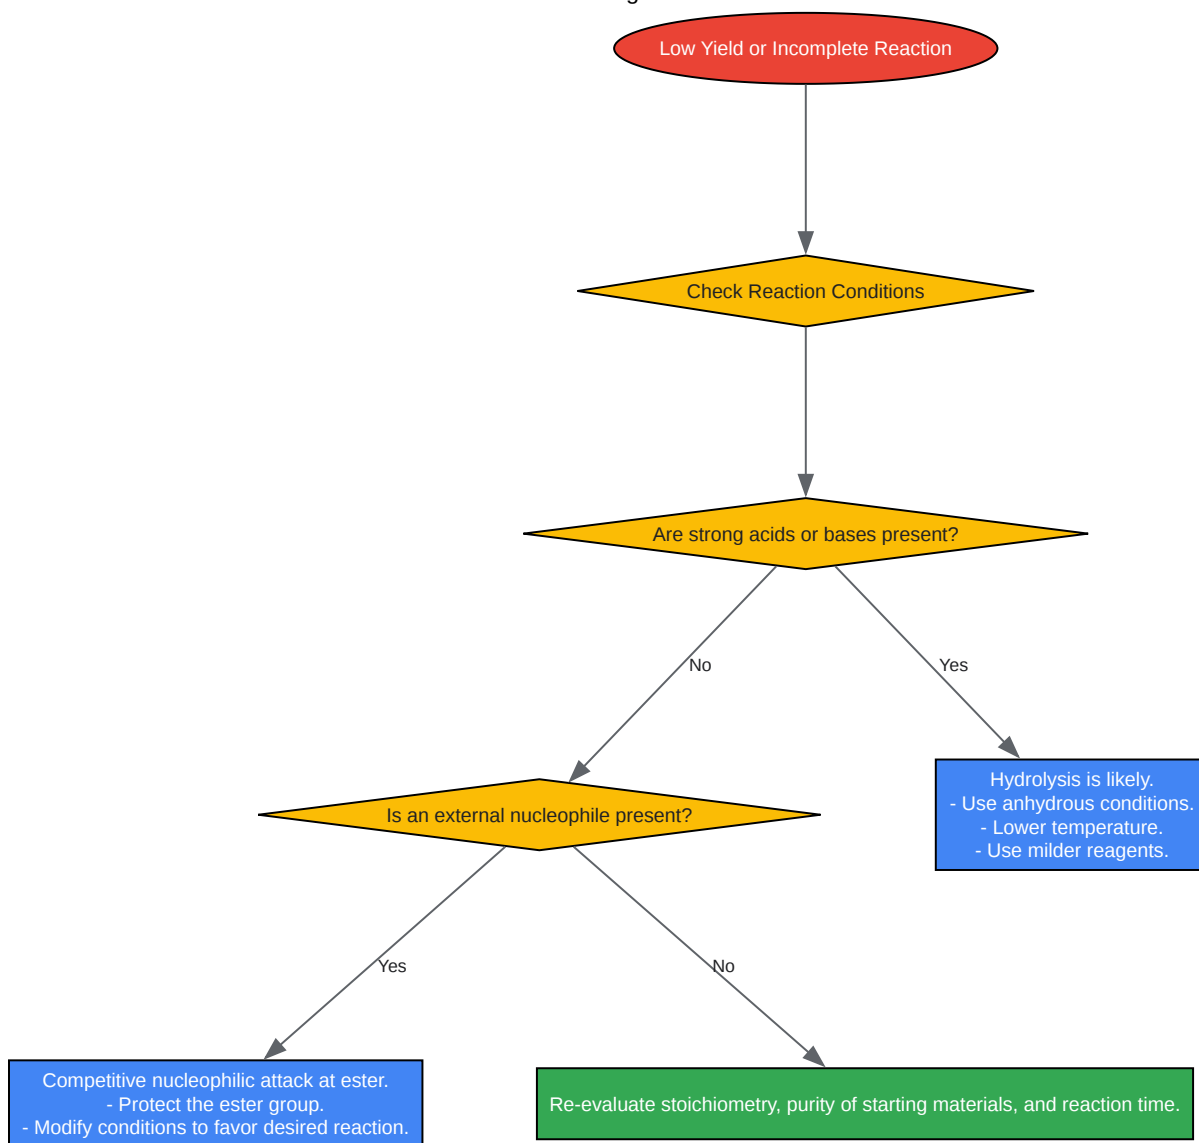 Low Yield or Incomplete Reaction
Check Reaction Conditions
Are strong acids or bases present?
No
Yes
Hydrolysis is likely.
- Use anhydrous conditions.
- Lower temperature.
- Use milder reagents.
Is an external nucleophile present?
Yes
No
Competitive nucleophilic attack at ester.
- Protect the ester group.
- Modify conditions to favor desired reaction.
Re-evaluate stoichiometry, purity of starting materials, and reaction time.